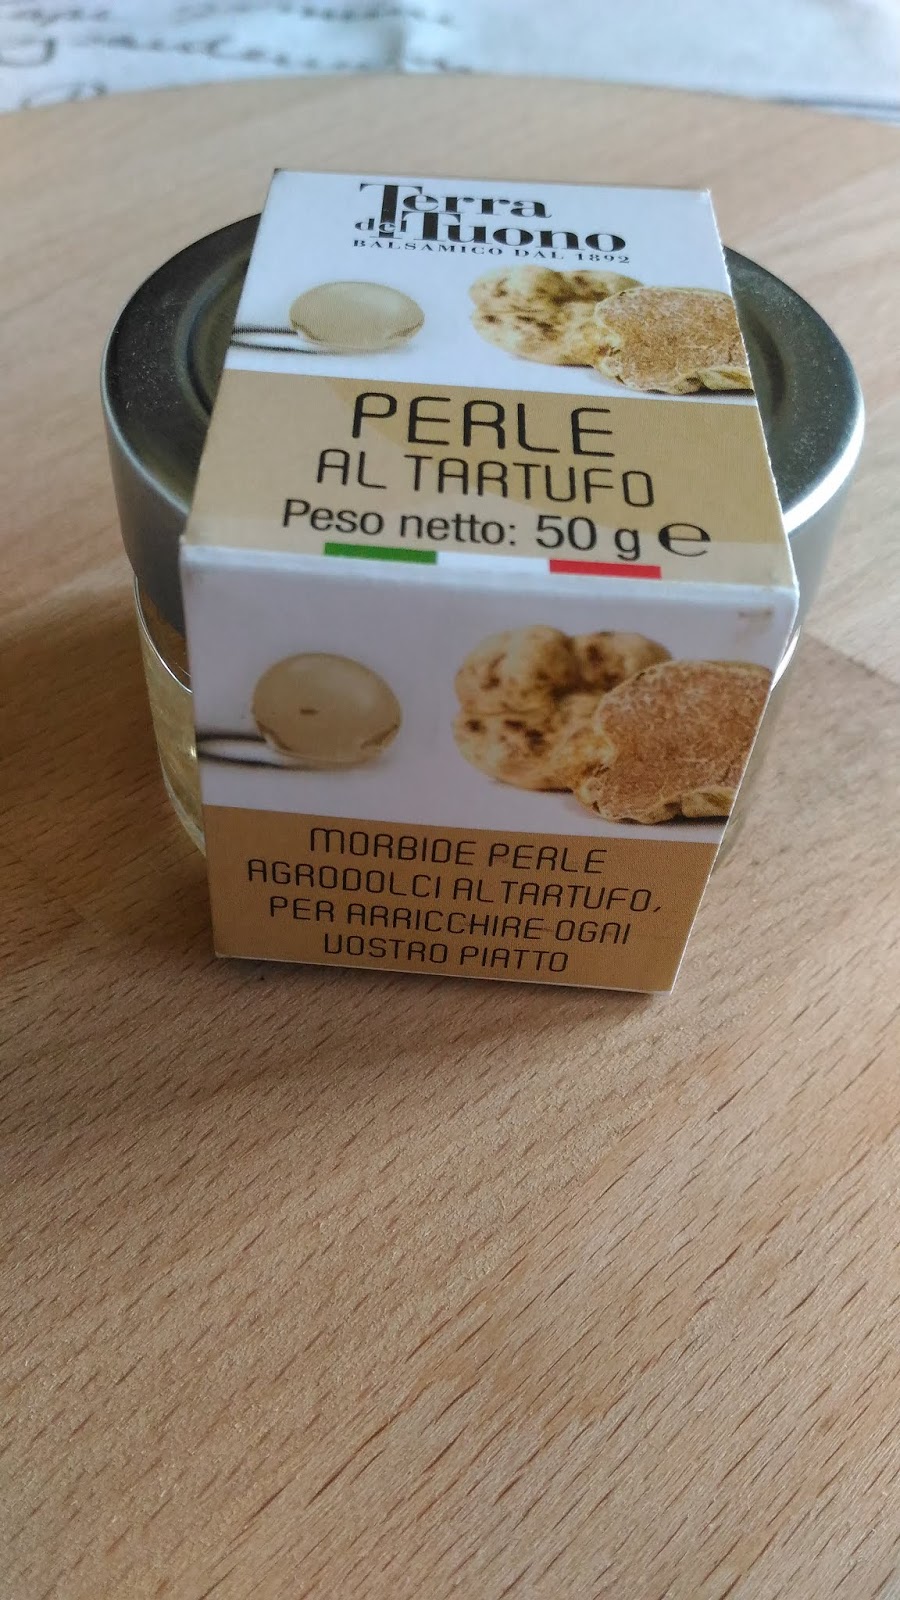 Terra
del Tuono
BALSAMICO DAL 1892
PERLE
AL TARTUFO
Peso netto: 50 g ℮
MORBIDE PERLE
AGRODOLCI AL TARTUFO,
PER ARRICCHIRE OGNI
VOSTRO PIATTO